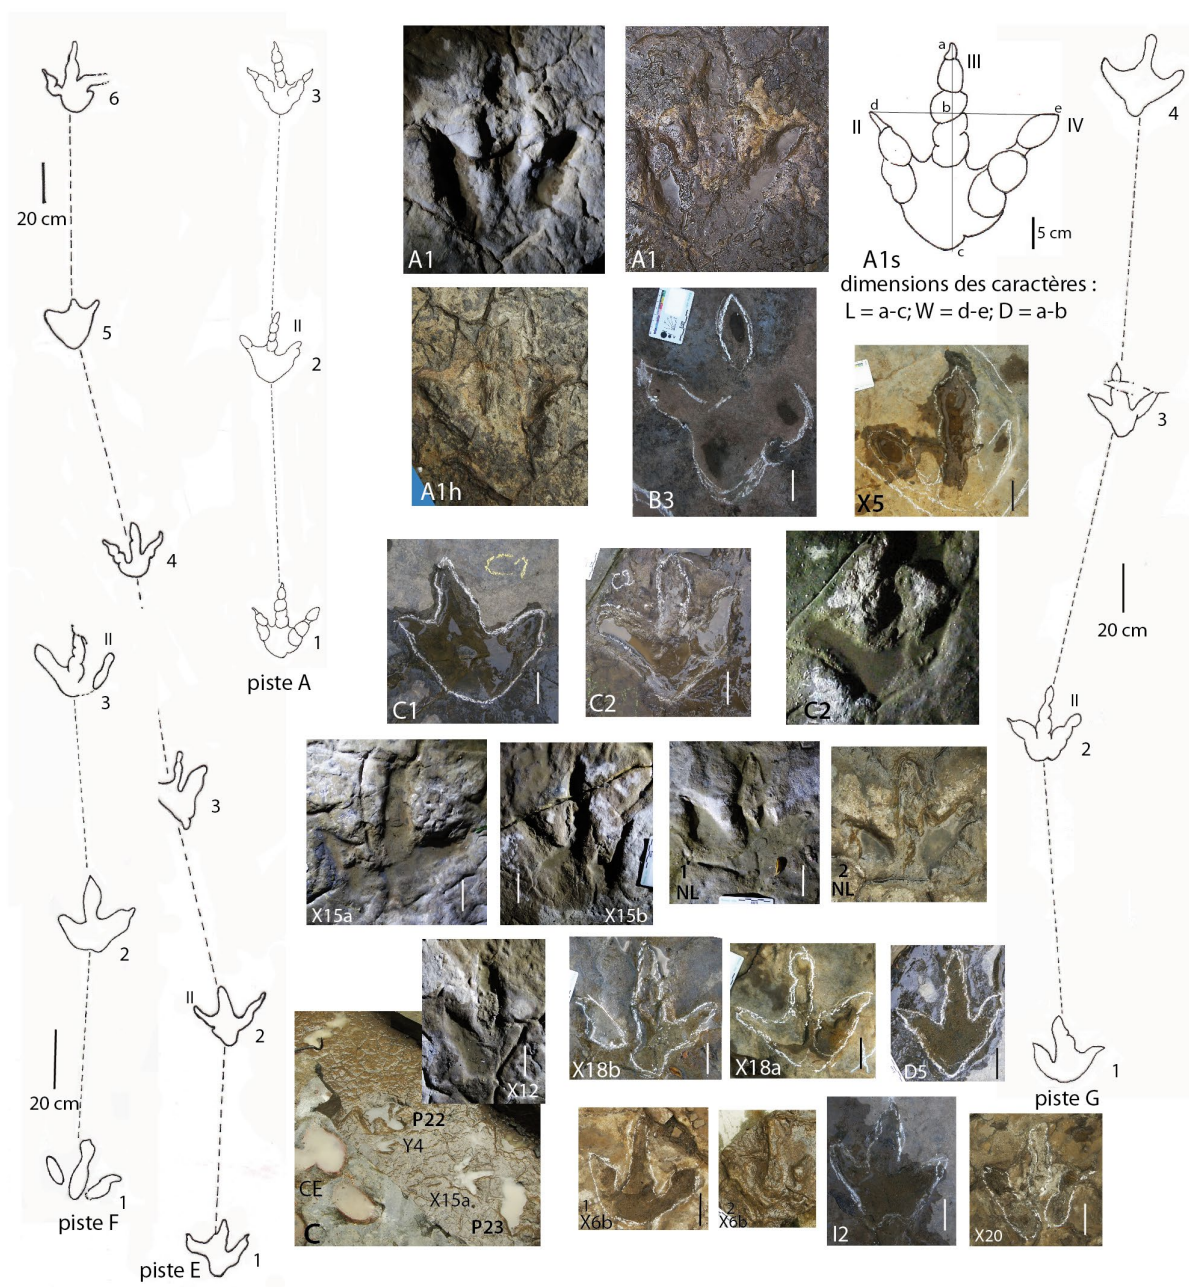 6
20 cm
5
4
3
II
2
1
piste A
II
3
2
20 cm
1
piste F
3
II
2
1
piste E
A1
A1
a
III
d
b
e
II
IV
c
5 cm
A1s
dimensions des caractères :
L = a-c; W = d-e; D = a-b
A1h
B3
X5
C1
C1
C2
C2
C2
X15a
X15b
1
NL
2
NL
X12
X18b
X18a
D5
P22
Y4
CE
X15a
P23
C
1
X6b
2
X6b
I2
X20
4
3
20 cm
II
2
1
piste G